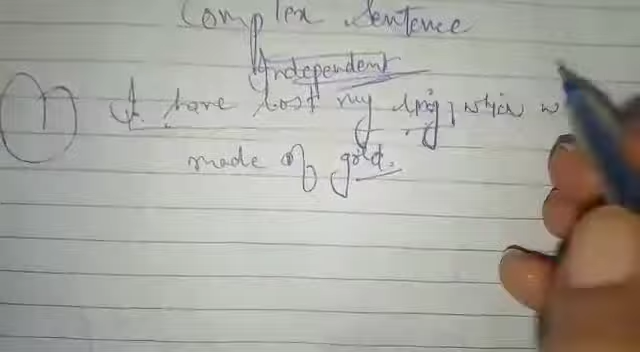 Complex Sentence
Independent
1 I have lost my ring, which w
made of gold.